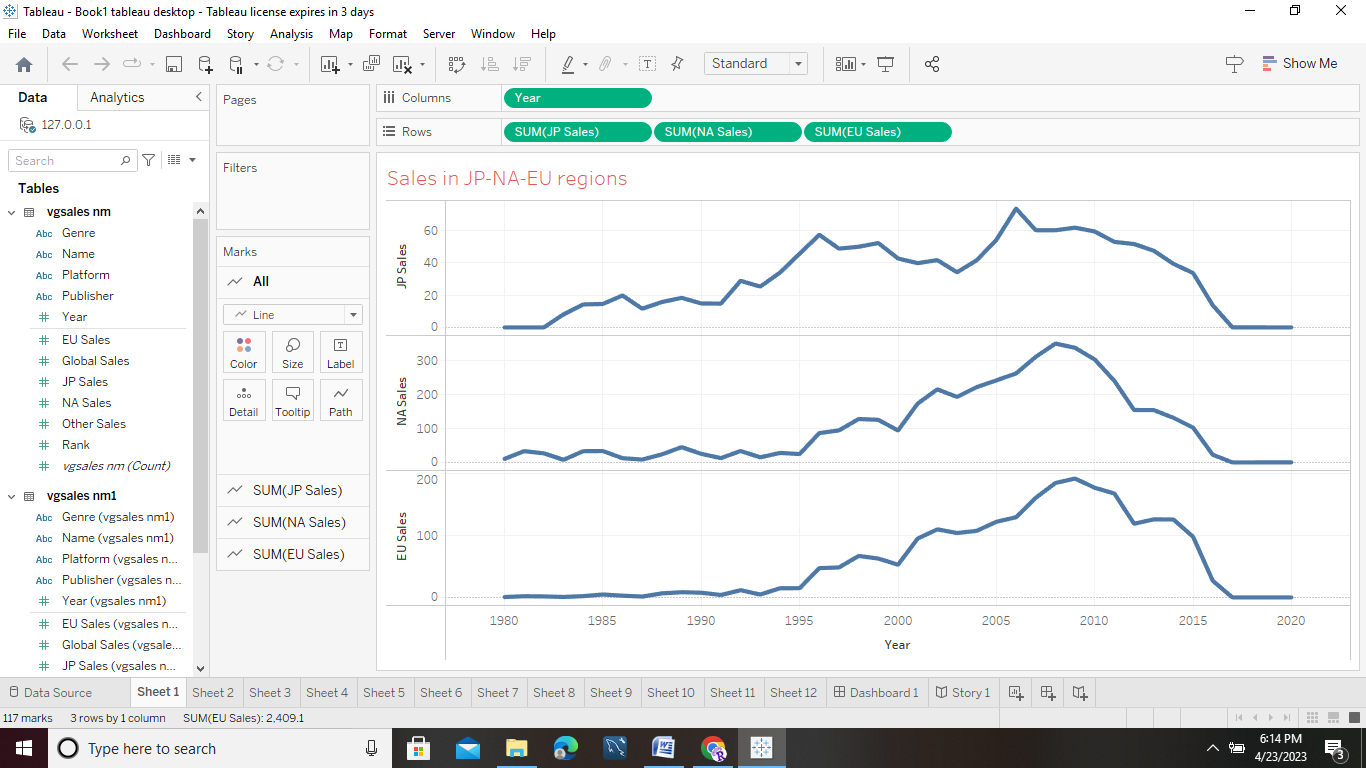 Tableau - Book1 tableau desktop - Tableau license expires in 3 days
File Data Worksheet Dashboard Story Analysis Map Format Server Window Help
Standard
Show Me
Data Analytics
127.0.0.1
Search
Tables
vgsales nm
Abc Genre
Abc Name
Abc Platform
Abc Publisher
Year
EU Sales
Global Sales
JP Sales
NA Sales
Other Sales
Rank
vgsales nm (Count)
vgsales nm1
Abc Genre (vgsales nm1)
Abc Name (vgsales nm1)
Abc Platform (vgsales n...
Abc Publisher (vgsales n...
Year (vgsales nm1)
EU Sales (vgsales n...
Global Sales (vgsale...
JP Sales (vgsales n...
Pages
Filters
Marks
All
Line
Color Size Label
Detail Tooltip Path
SUM(JP Sales)
SUM(NA Sales)
SUM(EU Sales)
Columns Year
Rows SUM(JP Sales) SUM(NA Sales) SUM(EU Sales)
Sales in JP-NA-EU regions
JP Sales
60
40
20
0
NA Sales
300
200
100
0
EU Sales
200
100
0
1980 1985 1990 1995 2000 2005 2010 2015 2020
Year
Data Source Sheet 1 Sheet 2 Sheet 3 Sheet 4 Sheet 5 Sheet 6 Sheet 7 Sheet 8 Sheet 9 Sheet 10 Sheet 11 Sheet 12 Dashboard 1 Story 1
117 marks 3 rows by 1 column SUM(EU Sales): 2,409.1
Type here to search
6:14 PM
4/23/2023
3